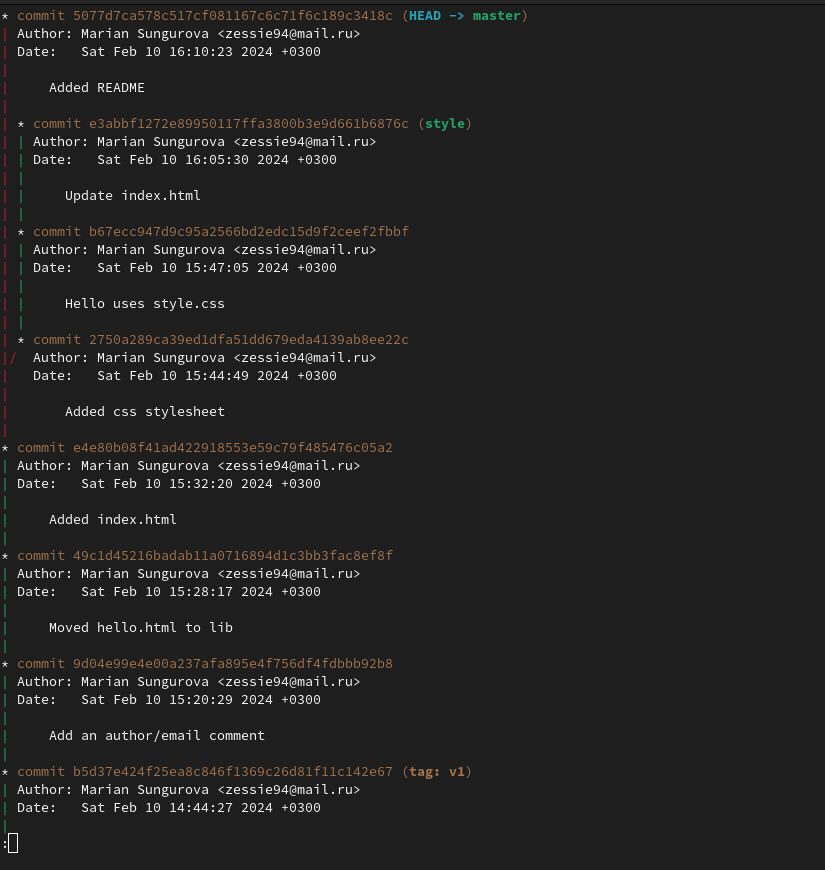 * commit 5077d7ca578c517cf081167c6c71f6c189c3418c (HEAD -> master)
| Author: Marian Sungurova <zessie94@mail.ru>
| Date:   Sat Feb 10 16:10:23 2024 +0300
|
|     Added README
|
| * commit e3abbf1272e89950117ffa3800b3e9d661b6876c (style)
| | Author: Marian Sungurova <zessie94@mail.ru>
| | Date:   Sat Feb 10 16:05:30 2024 +0300
| |
| |     Update index.html
| |
| * commit b67ecc947d9c95a2566bd2edc15d9f2ceef2fbbf
| | Author: Marian Sungurova <zessie94@mail.ru>
| | Date:   Sat Feb 10 15:47:05 2024 +0300
| |
| |     Hello uses style.css
| |
| * commit 2750a289ca39ed1dfa51dd679eda4139ab8ee22c
|/  Author: Marian Sungurova <zessie94@mail.ru>
|   Date:   Sat Feb 10 15:44:49 2024 +0300
|
|       Added css stylesheet
|
* commit e4e80b08f41ad422918553e59c79f485476c05a2
| Author: Marian Sungurova <zessie94@mail.ru>
| Date:   Sat Feb 10 15:32:20 2024 +0300
|
|     Added index.html
|
* commit 49c1d45216badab11a0716894d1c3bb3fac8ef8f
| Author: Marian Sungurova <zessie94@mail.ru>
| Date:   Sat Feb 10 15:28:17 2024 +0300
|
|     Moved hello.html to lib
|
* commit 9d04e99e4e00a237afa895e4f756df4fdbbb92b8
| Author: Marian Sungurova <zessie94@mail.ru>
| Date:   Sat Feb 10 15:20:29 2024 +0300
|
|     Add an author/email comment
|
* commit b5d37e424f25ea8c846f1369c26d81f11c142e67 (tag: v1)
| Author: Marian Sungurova <zessie94@mail.ru>
| Date:   Sat Feb 10 14:44:27 2024 +0300
|
: